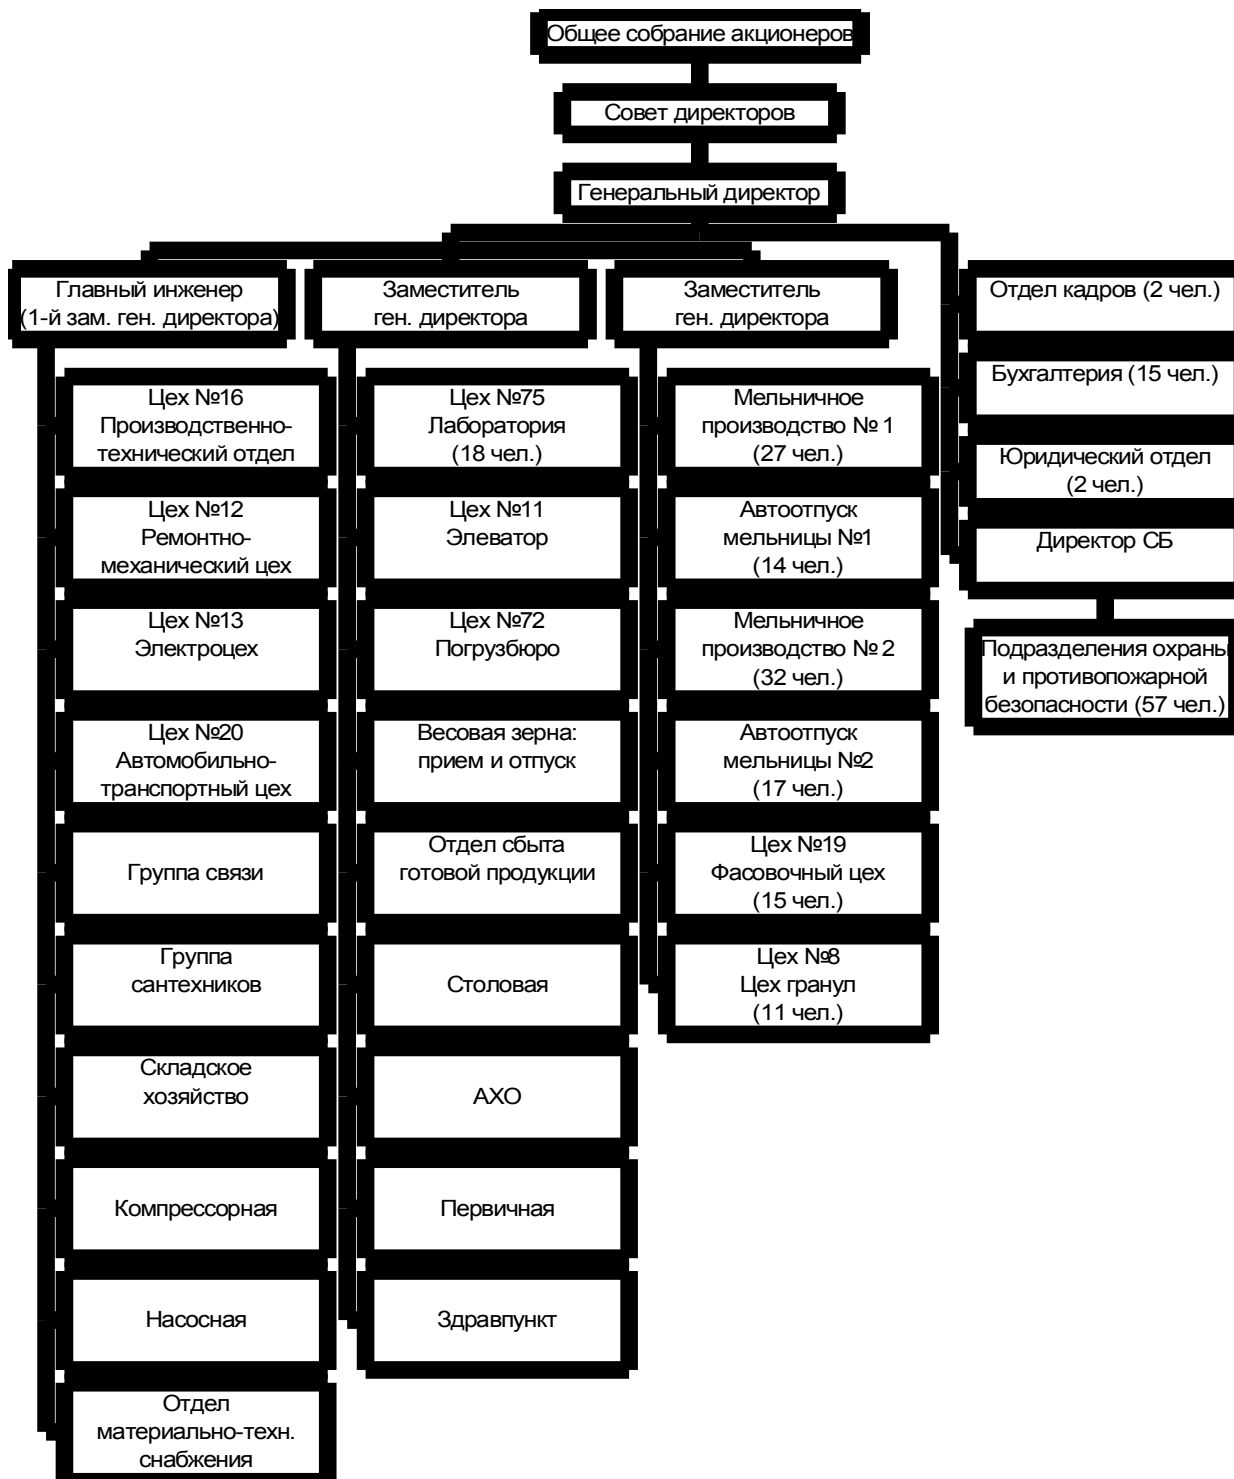 Общее собрание акционеров
Совет директоров
Генеральный директор
Главный инженер
(1-й зам. ген. директора)
Заместитель
ген. директора
Заместитель
ген. директора
Отдел кадров (2 чел.)
Бухгалтерия (15 чел.)
Юридический отдел
(2 чел.)
Директор СБ
Подразделения охраны
и противопожарной
безопасности (57 чел.)
Цех №16
Производственно-
технический отдел
Цех №12
Ремонтно-
механический цех
Цех №13
Электроцех
Цех №20
Автомобильно-
транспортный цех
Группа связи
Группа
сантехников
Складское
хозяйство
Компрессорная
Насосная
Отдел
материально-техн.
снабжения
Цех №75
Лаборатория
(18 чел.)
Цех №11
Элеватор
Цех №72
Погрузбюро
Весовая зерна:
прием и отпуск
Отдел сбыта
готовой продукции
Столовая
АХО
Первичная
Здравпункт
Мельничное
производство № 1
(27 чел.)
Автоотпуск
мельницы №1
(14 чел.)
Мельничное
производство № 2
(32 чел.)
Автоотпуск
мельницы №2
(17 чел.)
Цех №19
Фасовочный цех
(15 чел.)
Цех №8
Цех гранул
(11 чел.)